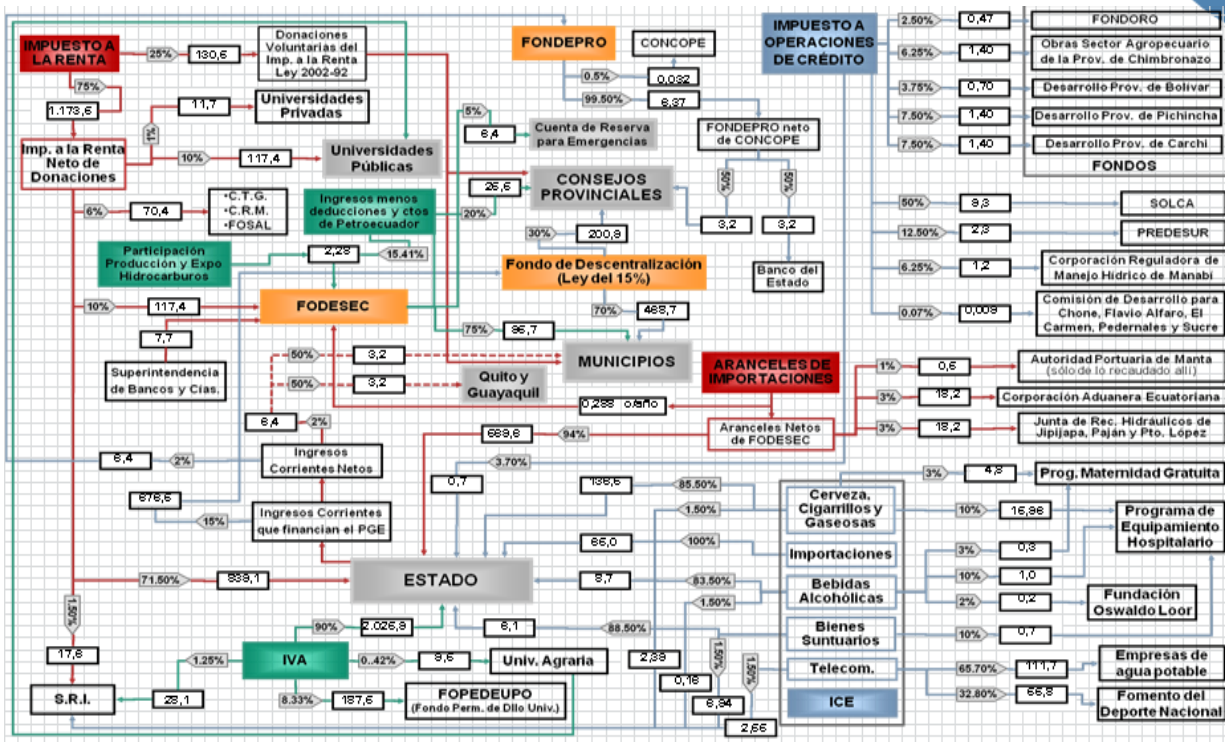 IMPUESTO A
LA RENTA
25%
130,6
Donaciones
Voluntarias del
Imp. a la Renta
Ley 2002-92
FONDEPRO
CONCOPE
0.5%
0,032
99.50%
6,37
IMPUESTO A
OPERACIONES
DE CRÉDITO
2.50%
0,47
FONDORO
6.25%
1,40
Obras Sector Agropecuario
de la Prov. de Chimbronazo
3.75%
0,70
Desarrollo Prov. de Bolivar
7.50%
1,40
Desarrollo Prov. de Pichincha
7.50%
1,40
Desarrollo Prov. de Carchi
FONDOS
75%
1.173,6
11,7
Universidades
Privadas
1%
Imp. a la Renta
Neto de
Donaciones
10%
117,4
Universidades
Públicas
5%
6,4
Cuenta de Reserva
para Emergencias
FONDEPRO neto
de CONCOPE
50%
50%
3,2
3,2
Banco del
Estado
CONSEJOS
PROVINCIALES
6%
70,4
•C.T.G.
•C.R.M.
•FOSAL
Ingresos menos
deducciones y ctos
de Petroecuador
26,6
20%
30%
200,9
50%
9,3
SOLCA
12.50%
2,3
PREDESUR
6.25%
1,2
Corporación Reguladora de
Manejo Hídrico de Manabí
0.07%
0,009
Comisión de Desarrollo para
Chone, Flavio Alfaro, El
Carmen, Pedernales y Sucre
Participación
Producción y Expo
Hidrocarburos
2,28
15.41%
Fondo de Descentralización
(Ley del 15%)
10%
117,4
FODESEC
70%
468,7
7,7
Superintendencia
de Bancos y Cías.
75%
96,7
MUNICIPIOS
50%
3,2
50%
3,2
Quito y
Guayaquil
ARANCELES DE
IMPORTACIONES
1%
0,6
Autoridad Portuaria de Manta
(sólo de lo recaudado allí)
3%
18,2
Corporación Aduanera Ecuatoriana
3%
18,2
Junta de Rec. Hidráulicos de
Jipijapa, Paján y Pto. López
0,288 o/año
Aranceles Netos
de FODESEC
6,4
2%
669,6
94%
6,4
2%
Ingresos
Corrientes Netos
3.70%
0,7
15%
Ingresos Corrientes
que financian el PGE
85.50%
1.50%
Cerveza,
Cigarrillos y
Gaseosas
3%
4,8
Prog. Maternidad Gratuita
10%
16,96
Programa de
Equipamiento
Hospitalario
66,0
100%
Importaciones
ESTADO
71.50%
839,1
8,7
83.50%
1.50%
Bebidas
Alcohólicas
3%
0,3
10%
1,0
2%
0,2
Fundación
Oswaldo Loor
1.50%
90%
2.026,9
6,1
88.50%
Bienes
Suntuarios
10%
0,7
17,6
1.25%
IVA
0..42%
9,5
Univ. Agraria
2,39
1.50%
1.50%
Telecom.
65.70%
111,7
Empresas de
agua potable
0,16
S.R.I.
28,1
8.33%
187,6
FOPEDEUPO
(Fondo Perm. de Dllo Univ.)
ICE
32.80%
Fomento del
Deporte Nacional